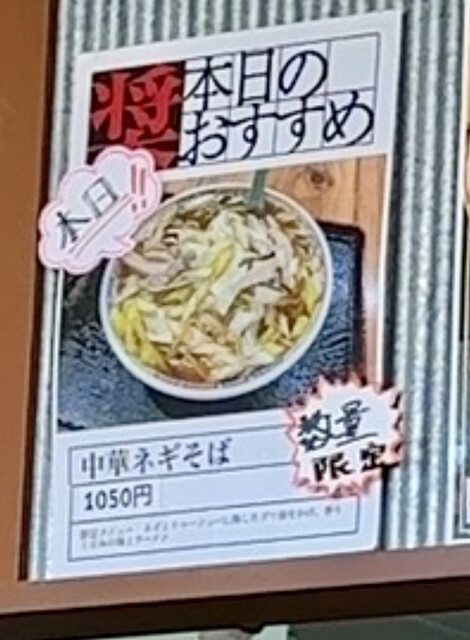 奨
本日の
おすすめ
本日!!
数量
限定
中華ネギそば
1050円